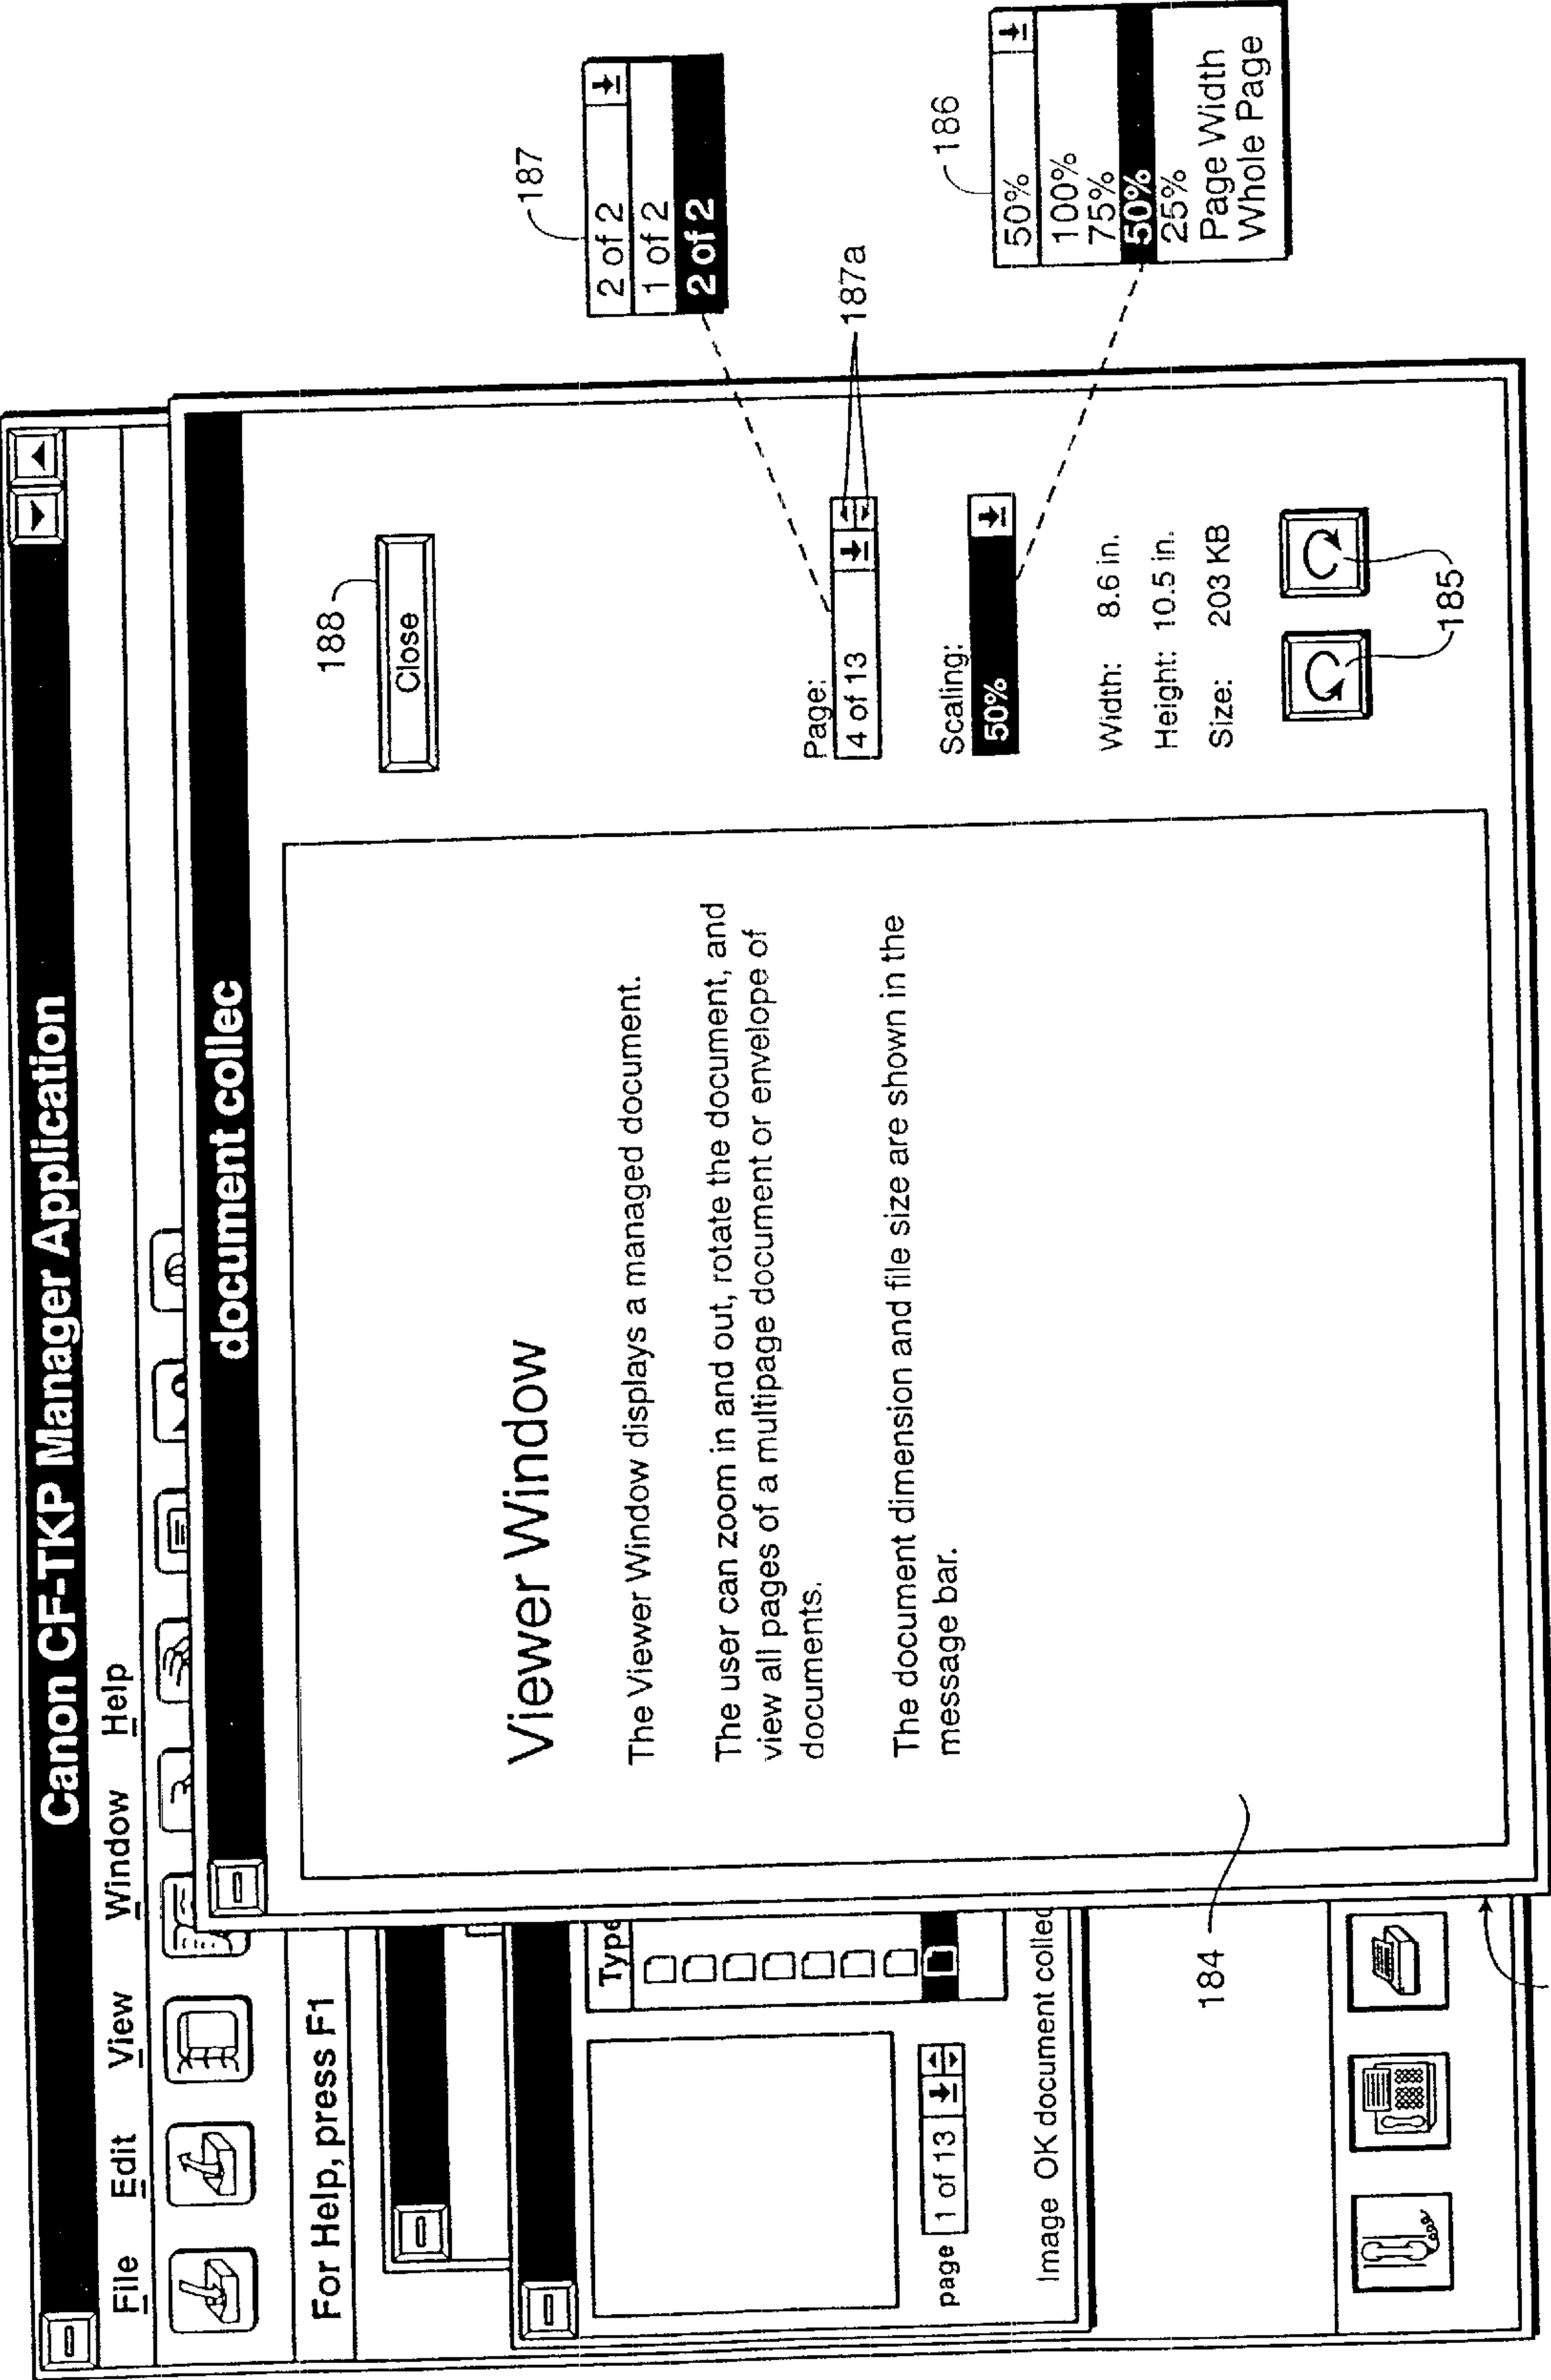 Canon CF-TKP Manager Application
File Edit View Window Help
For Help, press F1
document collec
188
Close
Viewer Window
The Viewer Window displays a managed document.
The user can zoom in and out, rotate the document, and
view all pages of a multipage document or envelope of
documents.
The document dimension and file size are shown in the
message bar.
Page:
4 of 13
187a
Scaling:
50%
Width: 8.6 in.
Height: 10.5 in.
Size: 203 KB
185
187
2 of 2
1 of 2
2 of 2
186
50%
100%
75%
50%
25%
Page Width
Whole Page
Type
page 1 of 13
Image OK document collec
184